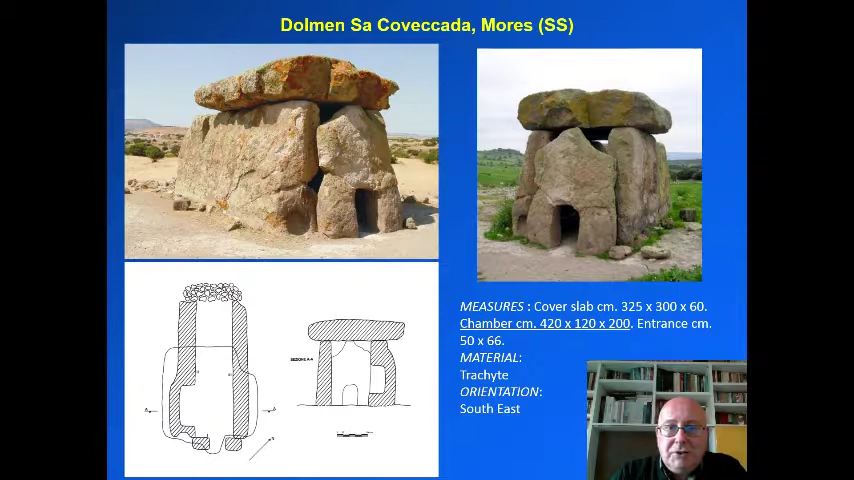 Dolmen Sa Coveccada, Mores (SS)
MEASURES : Cover slab cm. 325 x 300 x 60.
Chamber cm. 420 x 120 x 200. Entrance cm.
50 x 66.
MATERIAL:
Trachyte
ORIENTATION:
South East
SEZIONE A-A